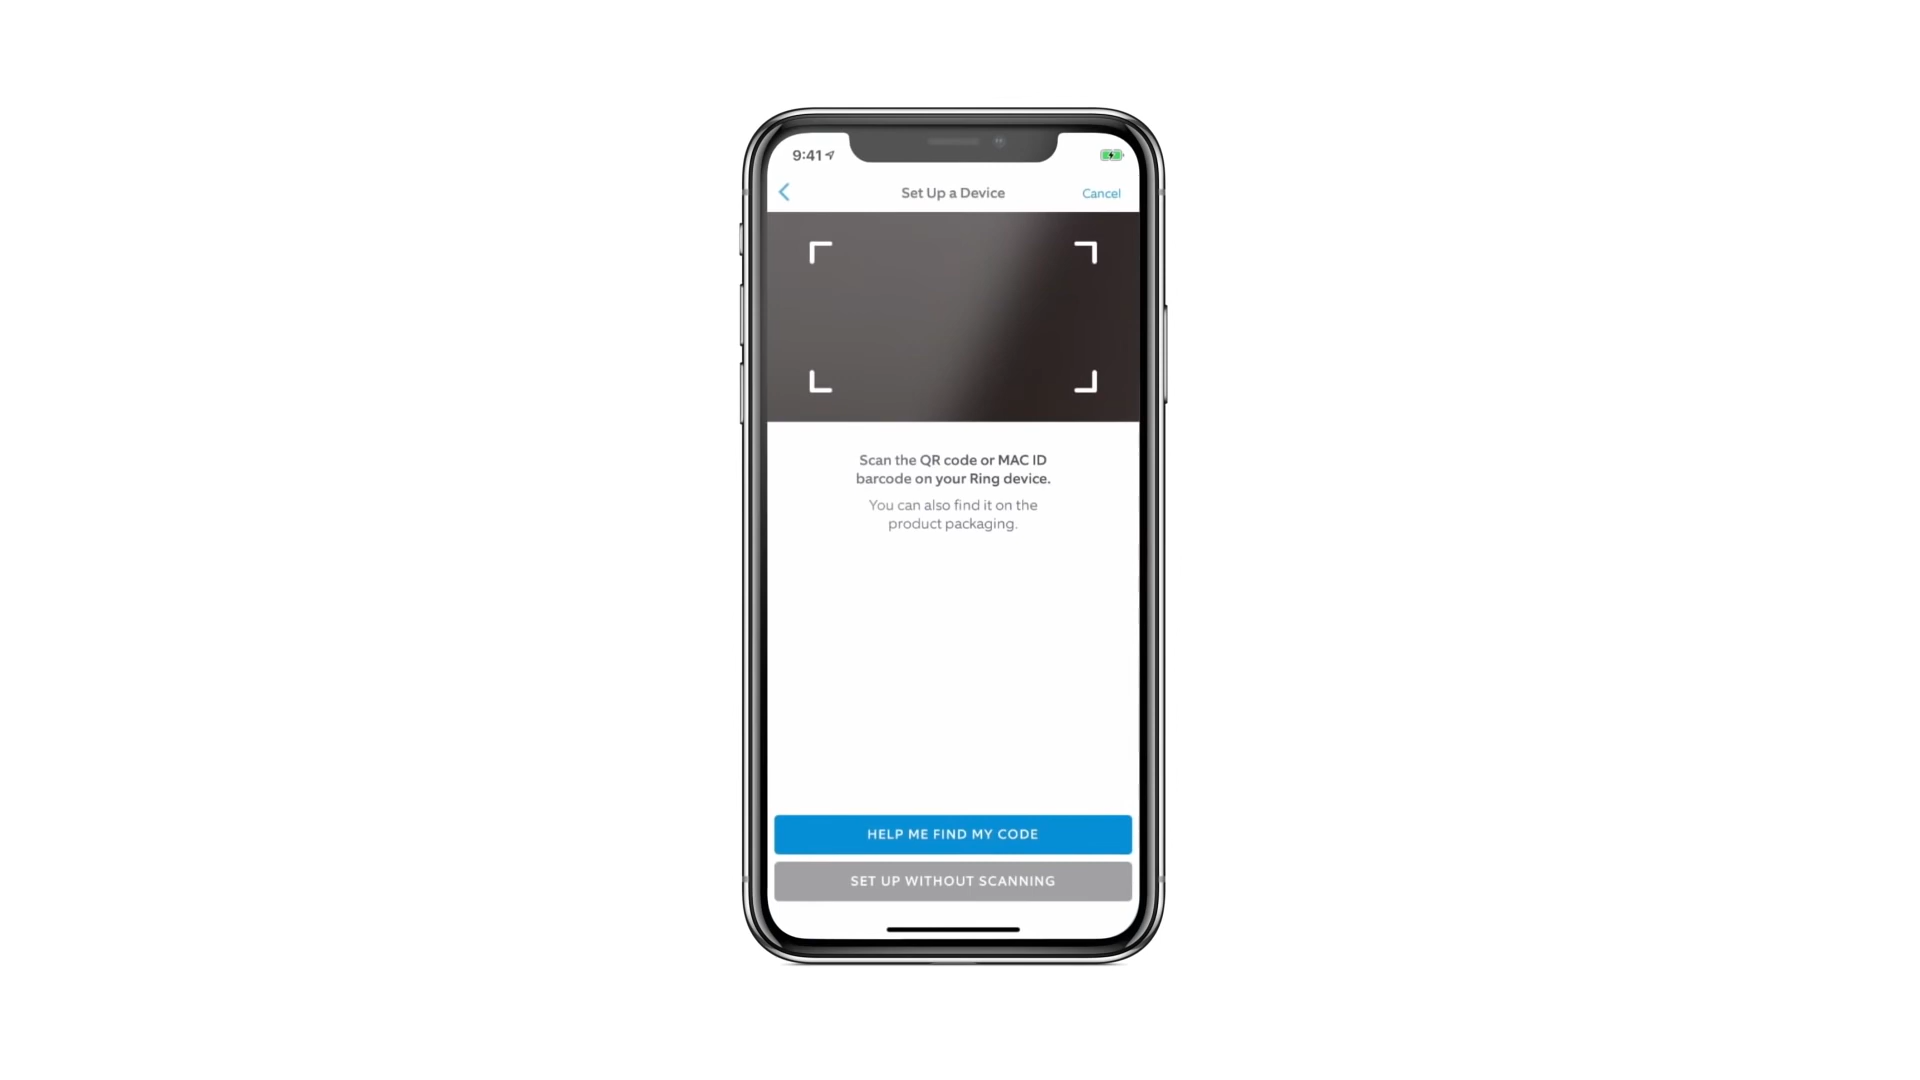 9:41
Set Up a Device
Cancel
Scan the QR code or MAC ID
barcode on your Ring device.
You can also find it on the
product packaging.
HELP ME FIND MY CODE
SET UP WITHOUT SCANNING